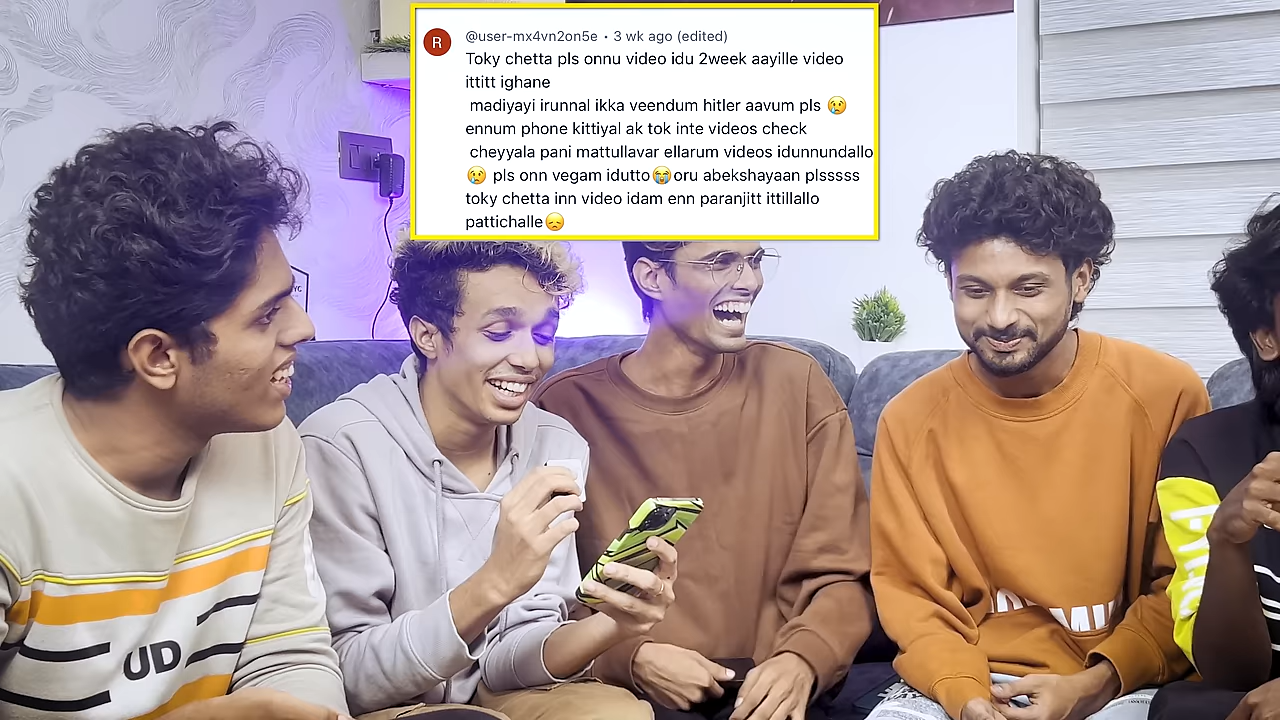 R
@user-mx4vn2on5e • 3 wk ago (edited)
Toky chetta pls onnu video idu 2week aayille video
ittitt ighane
madiyayi irunnal ikka veendum hitler aavum pls 😢
ennum phone kittiyal ak tok inte videos check
cheyyala pani mattullavar ellarum videos idunnundallo
😢 pls onn vegam idutto😭oru abekshayaan plsssss
toky chetta inn video idam enn paranjitt ittillallo
pattichalle😞
UD